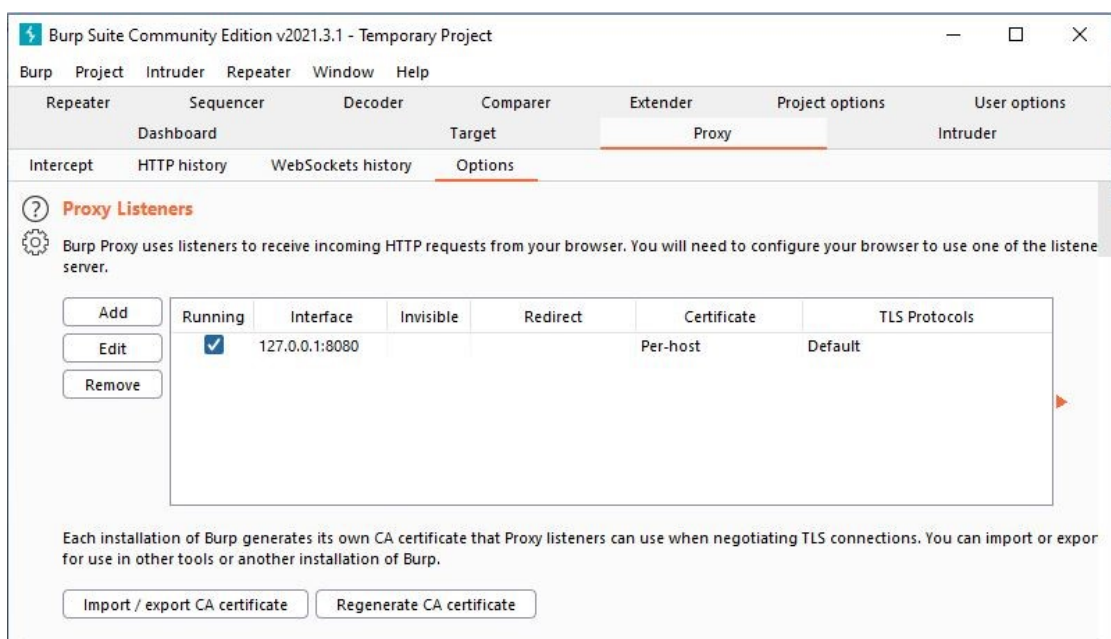 Burp Suite Community Edition v2021.3.1 - Temporary Project
Burp Project Intruder Repeater Window Help
Repeater Sequencer Decoder Comparer Extender Project options User options
Dashboard Target Proxy Intruder
Intercept HTTP history WebSockets history Options
? Proxy Listeners
Burp Proxy uses listeners to receive incoming HTTP requests from your browser. You will need to configure your browser to use one of the listene
server.
Add
Edit
Remove
Running Interface Invisible Redirect Certificate TLS Protocols
127.0.0.1:8080 Per-host Default
Each installation of Burp generates its own CA certificate that Proxy listeners can use when negotiating TLS connections. You can import or expor
for use in other tools or another installation of Burp.
Import / export CA certificate Regenerate CA certificate